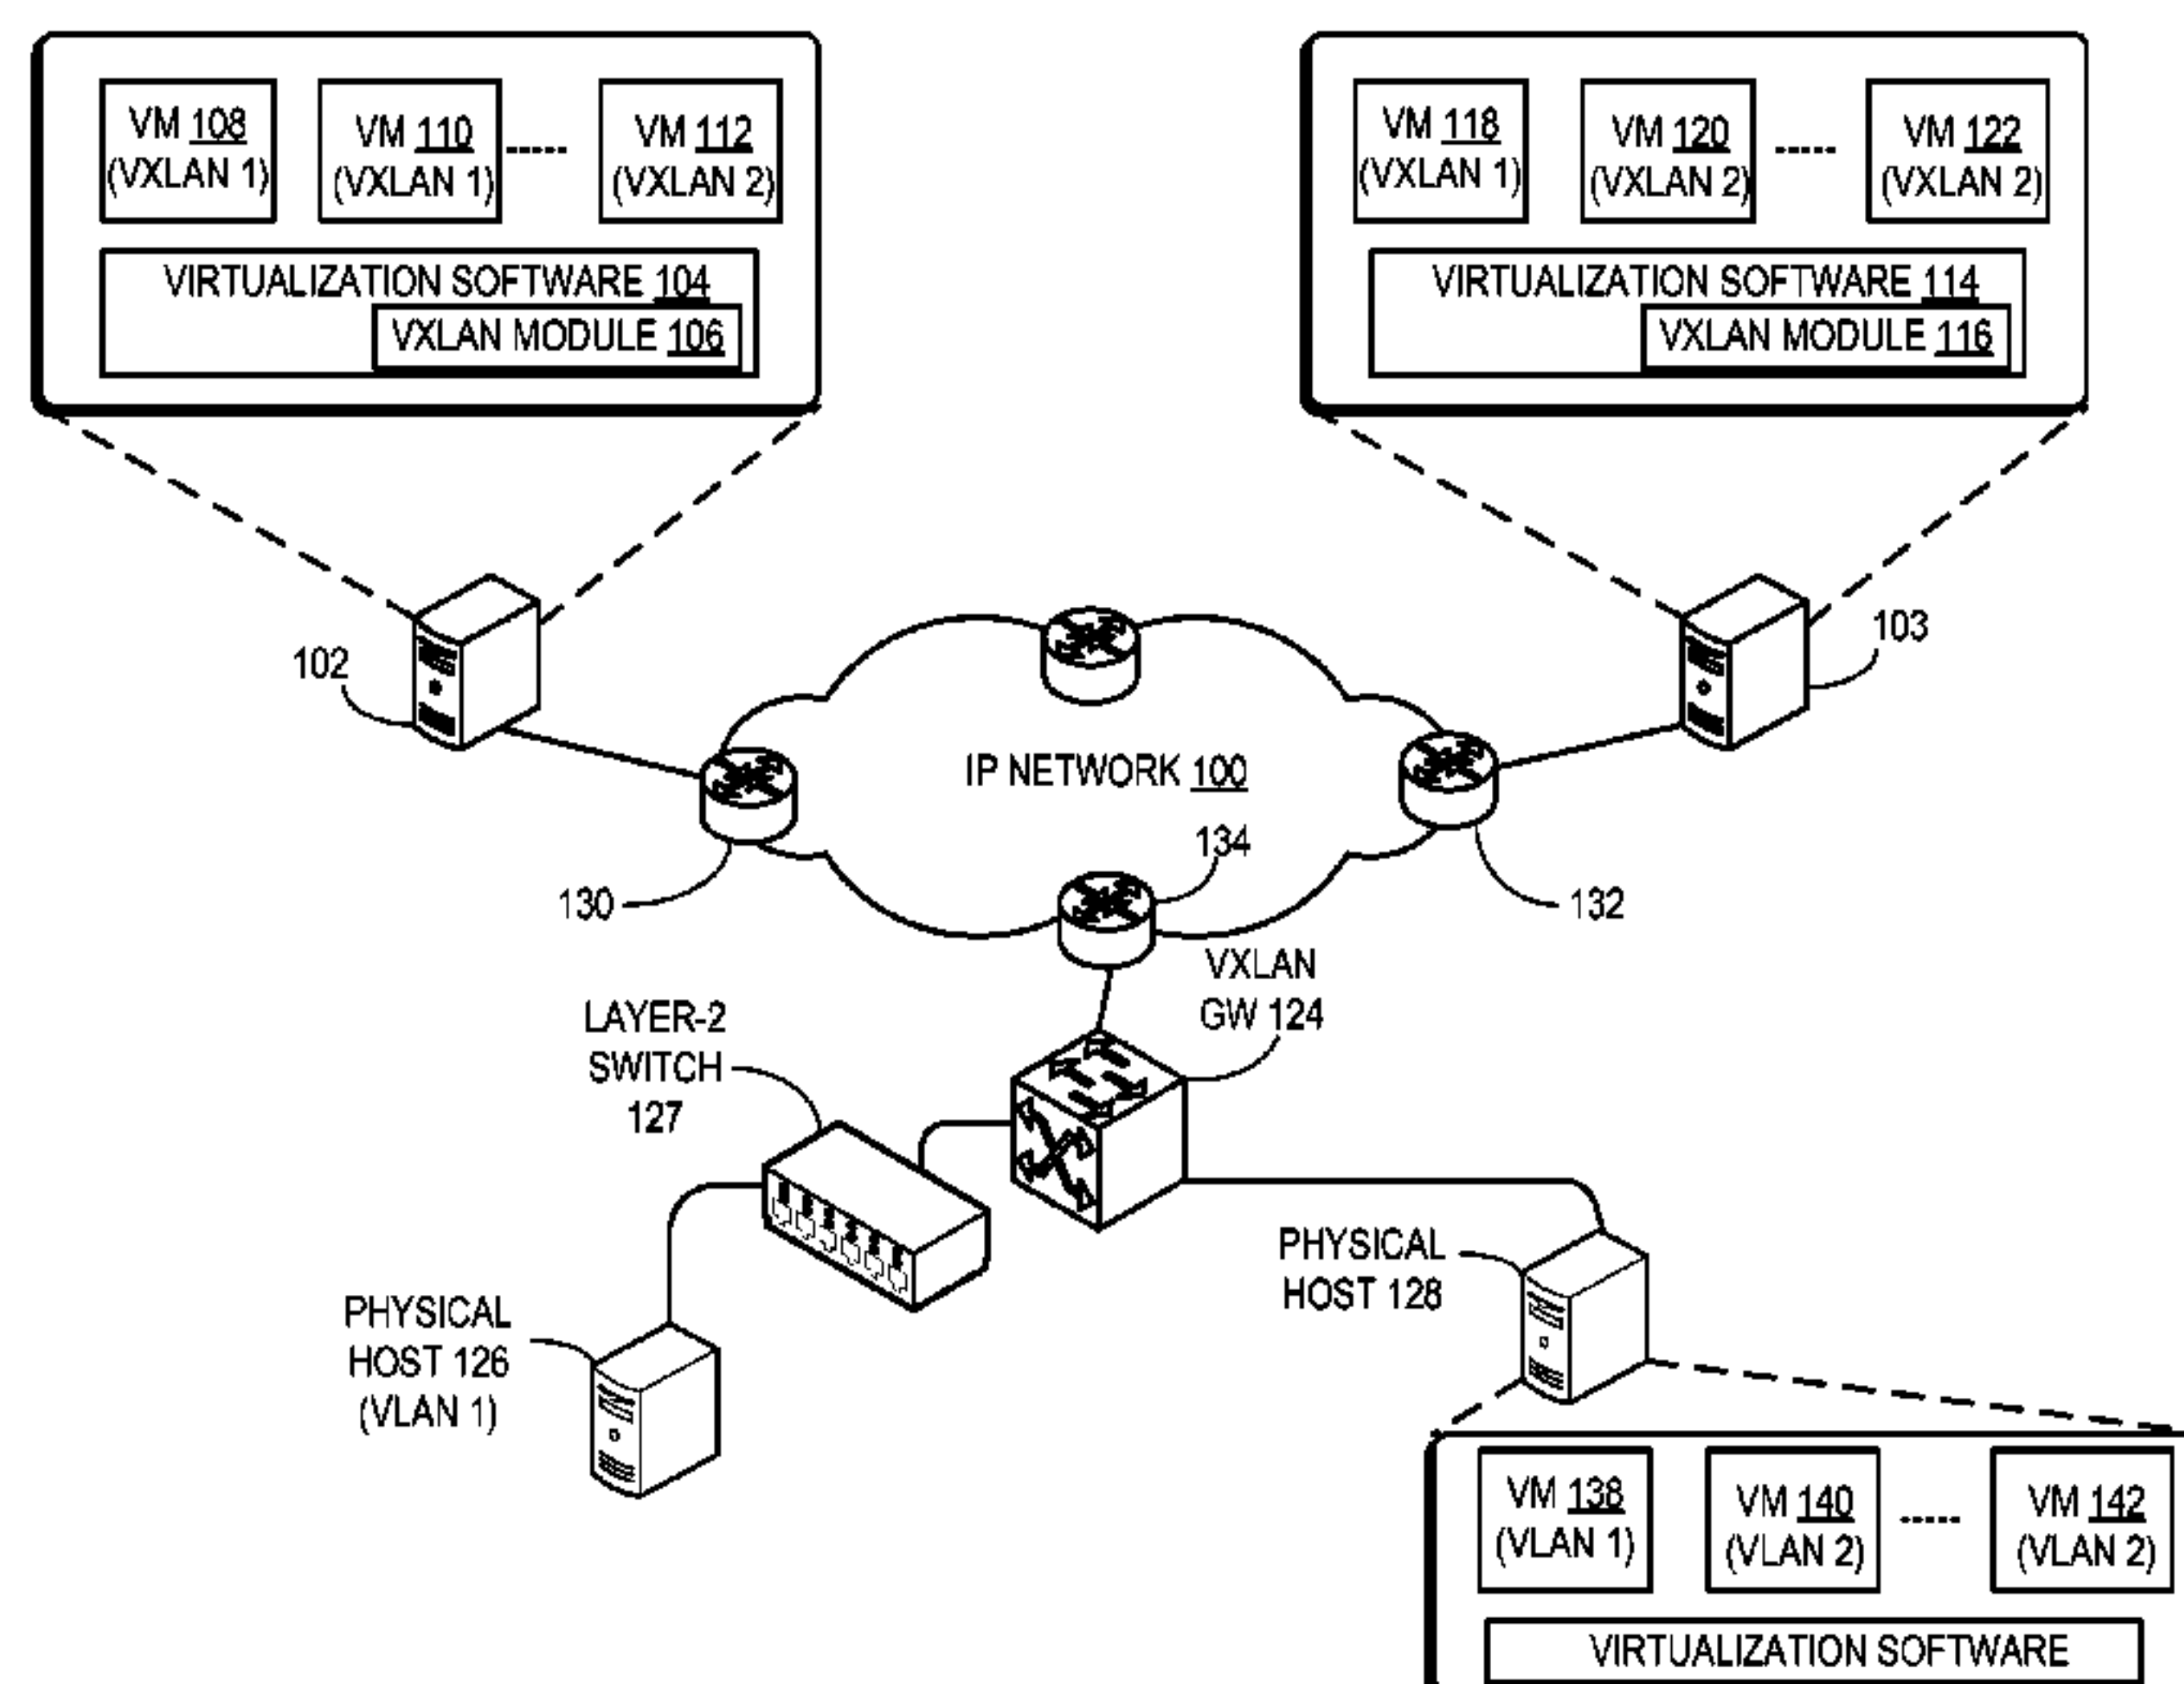 VM 108
(VXLAN 1)
VM 110
(VXLAN 1)
.....
VM 112
(VXLAN 2)
VIRTUALIZATION SOFTWARE 104
VXLAN MODULE 106
VM 118
(VXLAN 1)
VM 120
(VXLAN 2)
.....
VM 122
(VXLAN 2)
VIRTUALIZATION SOFTWARE 114
VXLAN MODULE 116
102
103
IP NETWORK 100
134
130
132
VXLAN
GW 124
LAYER-2
SWITCH
127
PHYSICAL
HOST 128
PHYSICAL
HOST 126
(VLAN 1)
VM 138
(VLAN 1)
VM 140
(VLAN 2)
.....
VM 142
(VLAN 2)
VIRTUALIZATION SOFTWARE